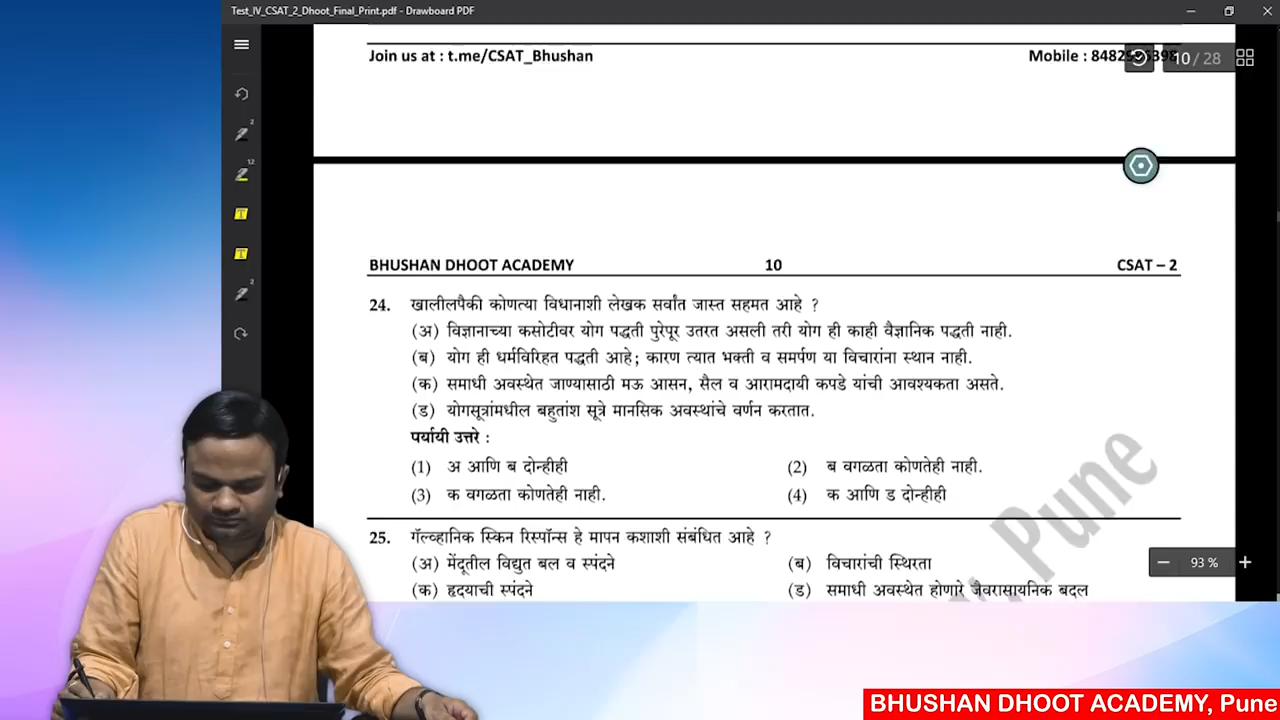 Test_IV_CSAT_2_Dhoot_Final_Print.pdf - Drawboard PDF
Join us at : t.me/CSAT_Bhushan
Mobile :
10 / 28
BHUSHAN DHOOT ACADEMY 10 CSAT – 2
24. खालीलपैकी कोणत्या विधानाशी लेखक सर्वांत जास्त सहमत आहे ?
(अ) विज्ञानाच्या कसोटीवर योग पद्धती पुरेपूर उतरत असली तरी योग ही काही वैज्ञानिक पद्धती नाही.
(ब) योग ही धर्मविरिहत पद्धती आहे; कारण त्यात भक्ती व समर्पण या विचारांना स्थान नाही.
(क) समाधी अवस्थेत जाण्यासाठी मऊ आसन, सैल व आरामदायी कपडे यांची आवश्यकता असते.
(ड) योगसूत्रांमधील बहुतांश सूत्रे मानसिक अवस्थांचे वर्णन करतात.
पर्यायी उत्तरे :
(1) अ आणि ब दोन्हीही (2) ब वगळता कोणतेही नाही.
(3) क वगळता कोणतेही नाही. (4) क आणि ड दोन्हीही
25. गॅल्व्हानिक स्किन रिस्पॉन्स हे मापन कशाशी संबंधित आहे ?
(अ) मेंदूतील विद्युत बल व स्पंदने (ब) विचारांची स्थिरता
(क) हृदयाची स्पंदने (ड) समाधी अवस्थेत होणारे जैवरासायनिक बदल
Pune
93 %
BHUSHAN DHOOT ACADEMY, Pune